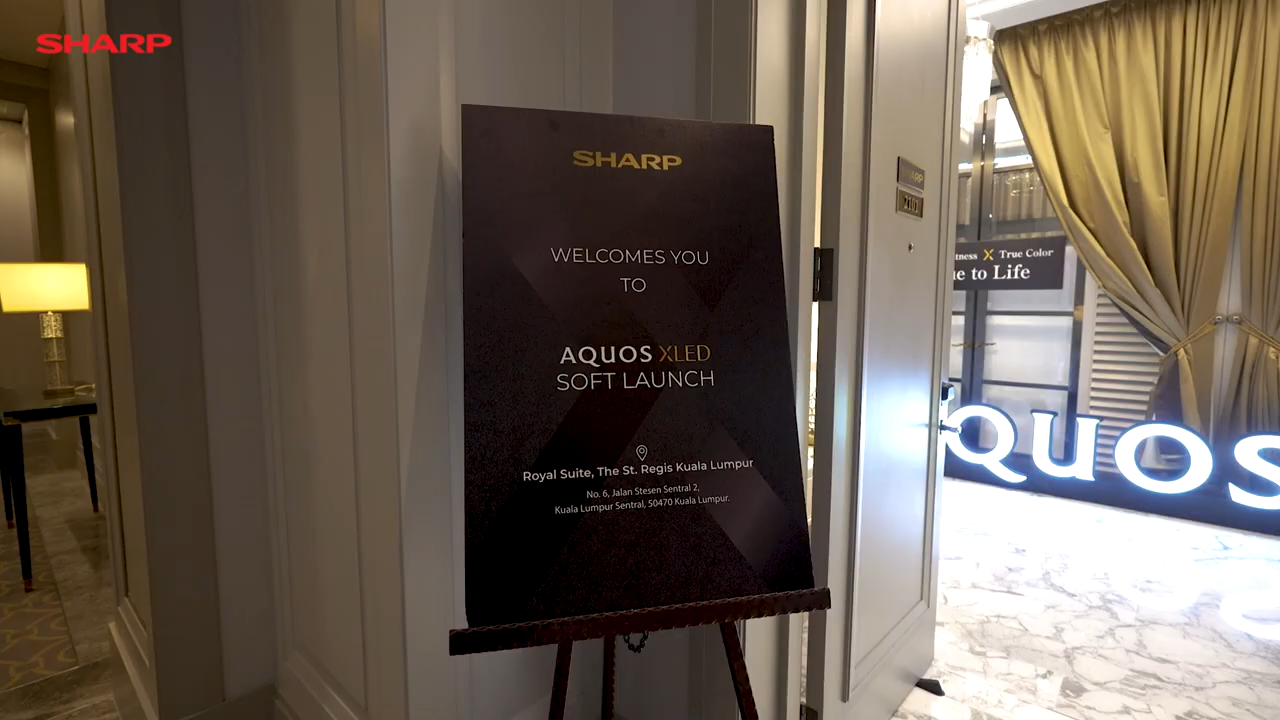 SHARP
SHARP
WELCOMES YOU
TO
AQUOS XLED
SOFT LAUNCH
Royal Suite, The St. Regis Kuala Lumpur
No. 6, Jalan Stesen Sentral 2,
Kuala Lumpur Sentral, 50470 Kuala Lumpur.
SHARP
X True Color
to Life
QUOS